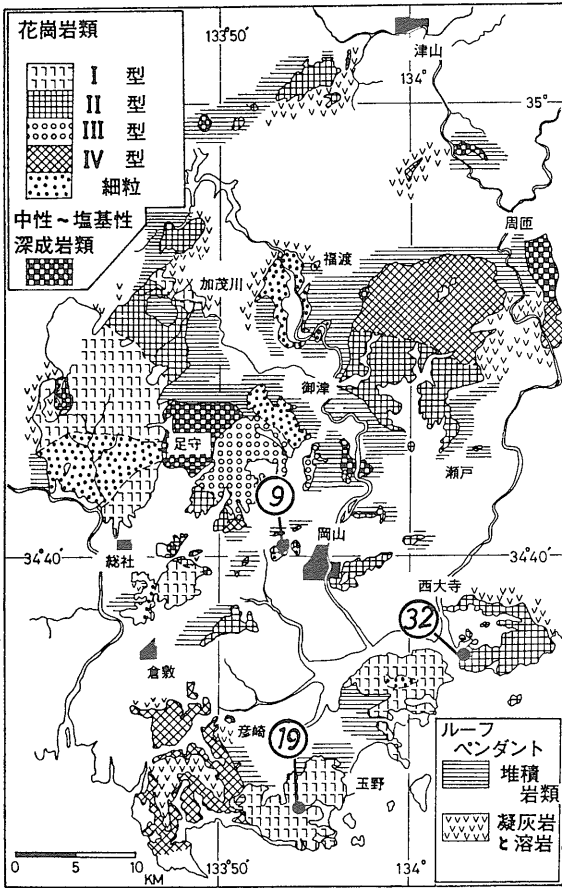 花崗岩類
I 型
II 型
III 型
IV 型
細粒
中性~塩基性
深成岩類
133°50'
134°
津山
35°
周匝
福渡
加茂川
御津
足守
瀬戸
9
岡山
34°40'
34°40'
総社
西大寺
32
倉敷
彦崎
19
玉野
ルーフ
ペンダント
堆積
岩類
凝灰岩
と溶岩
0 5 10
KM
133°50'
134°